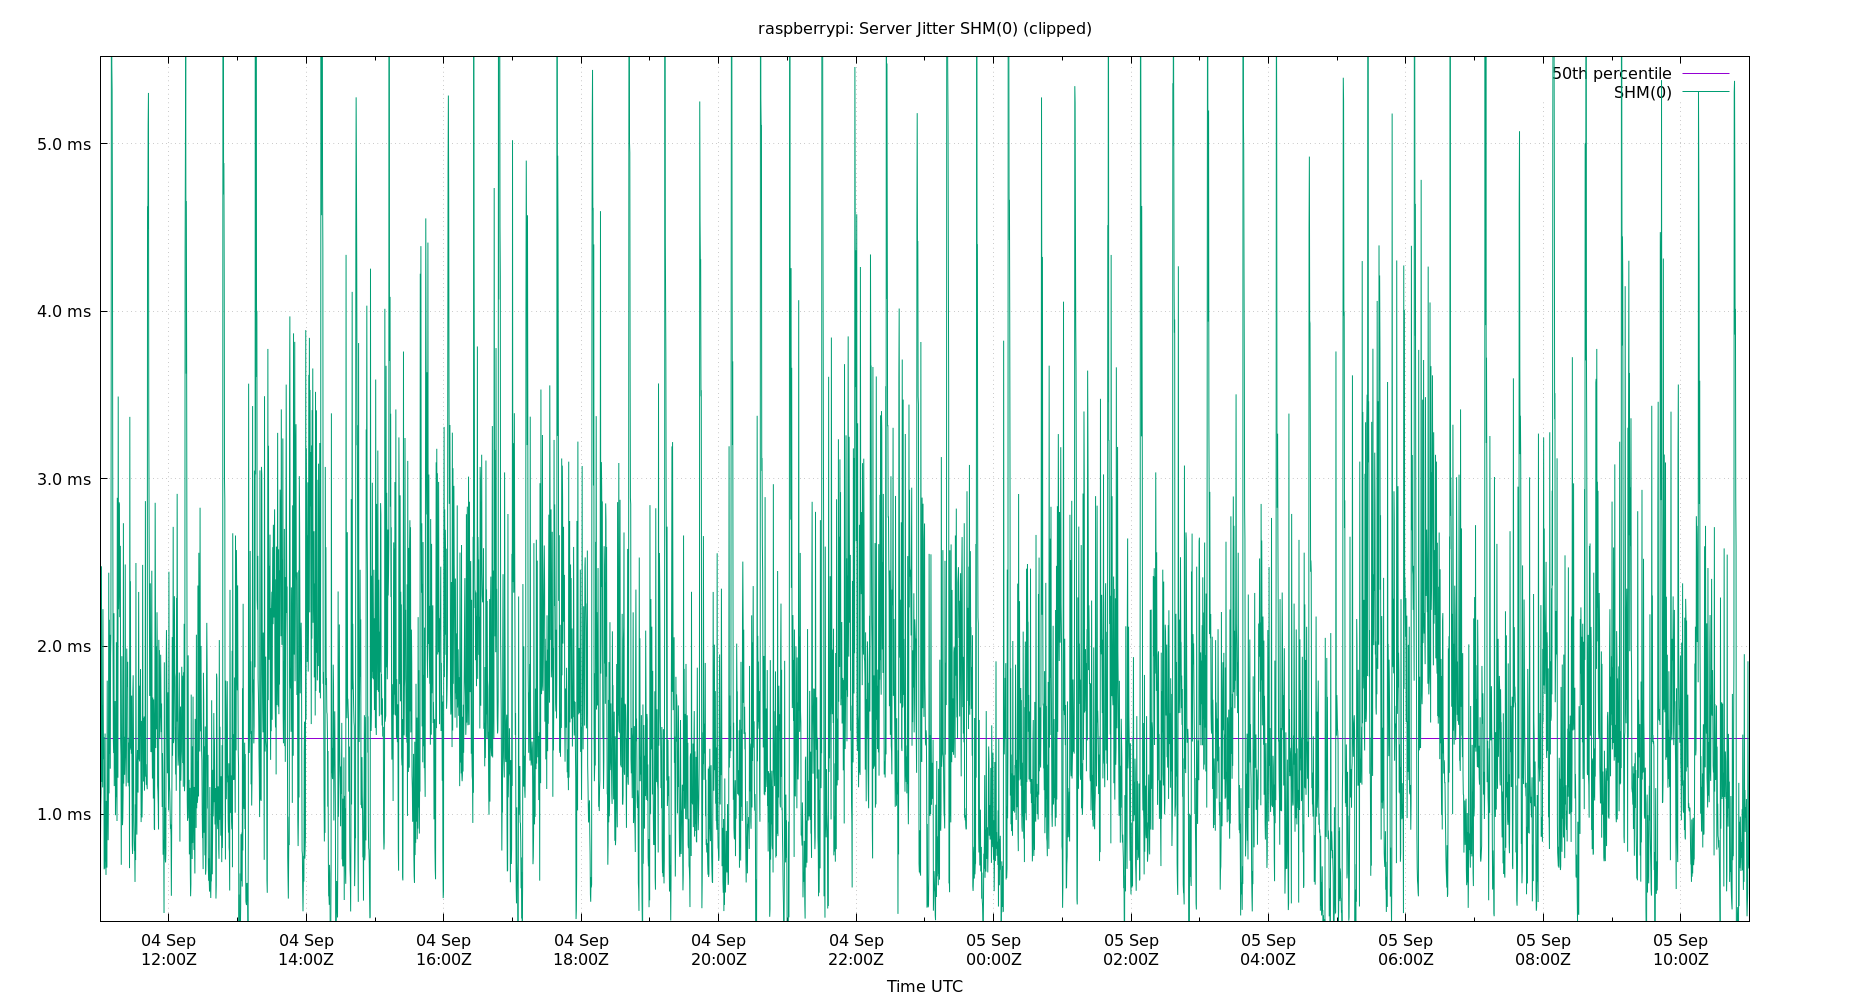 raspberrypi: Server Jitter SHM(0) (clipped)
50th percentile
SHM(0)
5.0 ms
4.0 ms
3.0 ms
2.0 ms
1.0 ms
04 Sep 04 Sep 04 Sep 04 Sep 04 Sep 04 Sep 05 Sep 05 Sep 05 Sep 05 Sep 05 Sep 05 Sep
12:00Z 14:00Z 16:00Z 18:00Z 20:00Z 22:00Z 00:00Z 02:00Z 04:00Z 06:00Z 08:00Z 10:00Z
Time UTC